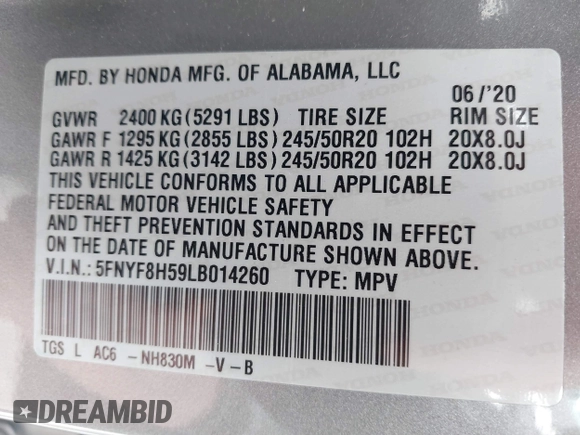 MFD. BY HONDA MFG. OF ALABAMA, LLC
06/'20
GVWR 2400 KG (5291 LBS) TIRE SIZE RIM SIZE
GAWR F 1295 KG (2855 LBS) 245/50R20 102H 20X8.0J
GAWR R 1425 KG (3142 LBS) 245/50R20 102H 20X8.0J
THIS VEHICLE CONFORMS TO ALL APPLICABLE
FEDERAL MOTOR VEHICLE SAFETY
AND THEFT PREVENTION STANDARDS IN EFFECT
ON THE DATE OF MANUFACTURE SHOWN ABOVE.
V.I.N.: 5FNYF8H59LB014260 TYPE: MPV
TGS L AC6 -NH830M -V-B
DREAMBID